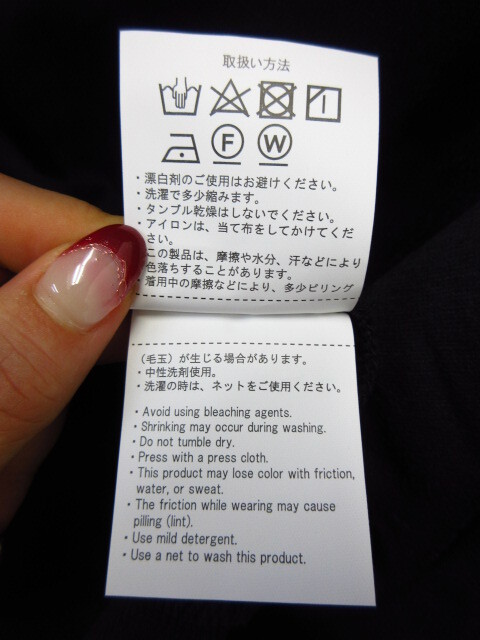 取扱い方法
F W
・漂白剤のご使用はお避けください。
・洗濯で多少縮みます。
・タンブル乾燥はしないでください。
・アイロンは、当て布をしてかけてくだ
さい。
この製品は、摩擦や水分、汗などにより
色落ちすることがあります。
・着用中の摩擦などにより、多少ピリング
（毛玉）が生じる場合があります。
・中性洗剤使用。
・洗濯の時は、ネットをご使用ください。
・Avoid using bleaching agents.
・Shrinking may occur during washing.
・Do not tumble dry.
・Press with a press cloth.
・This product may lose color with friction,
water, or sweat.
・The friction while wearing may cause
pilling (lint).
・Use mild detergent.
・Use a net to wash this product.